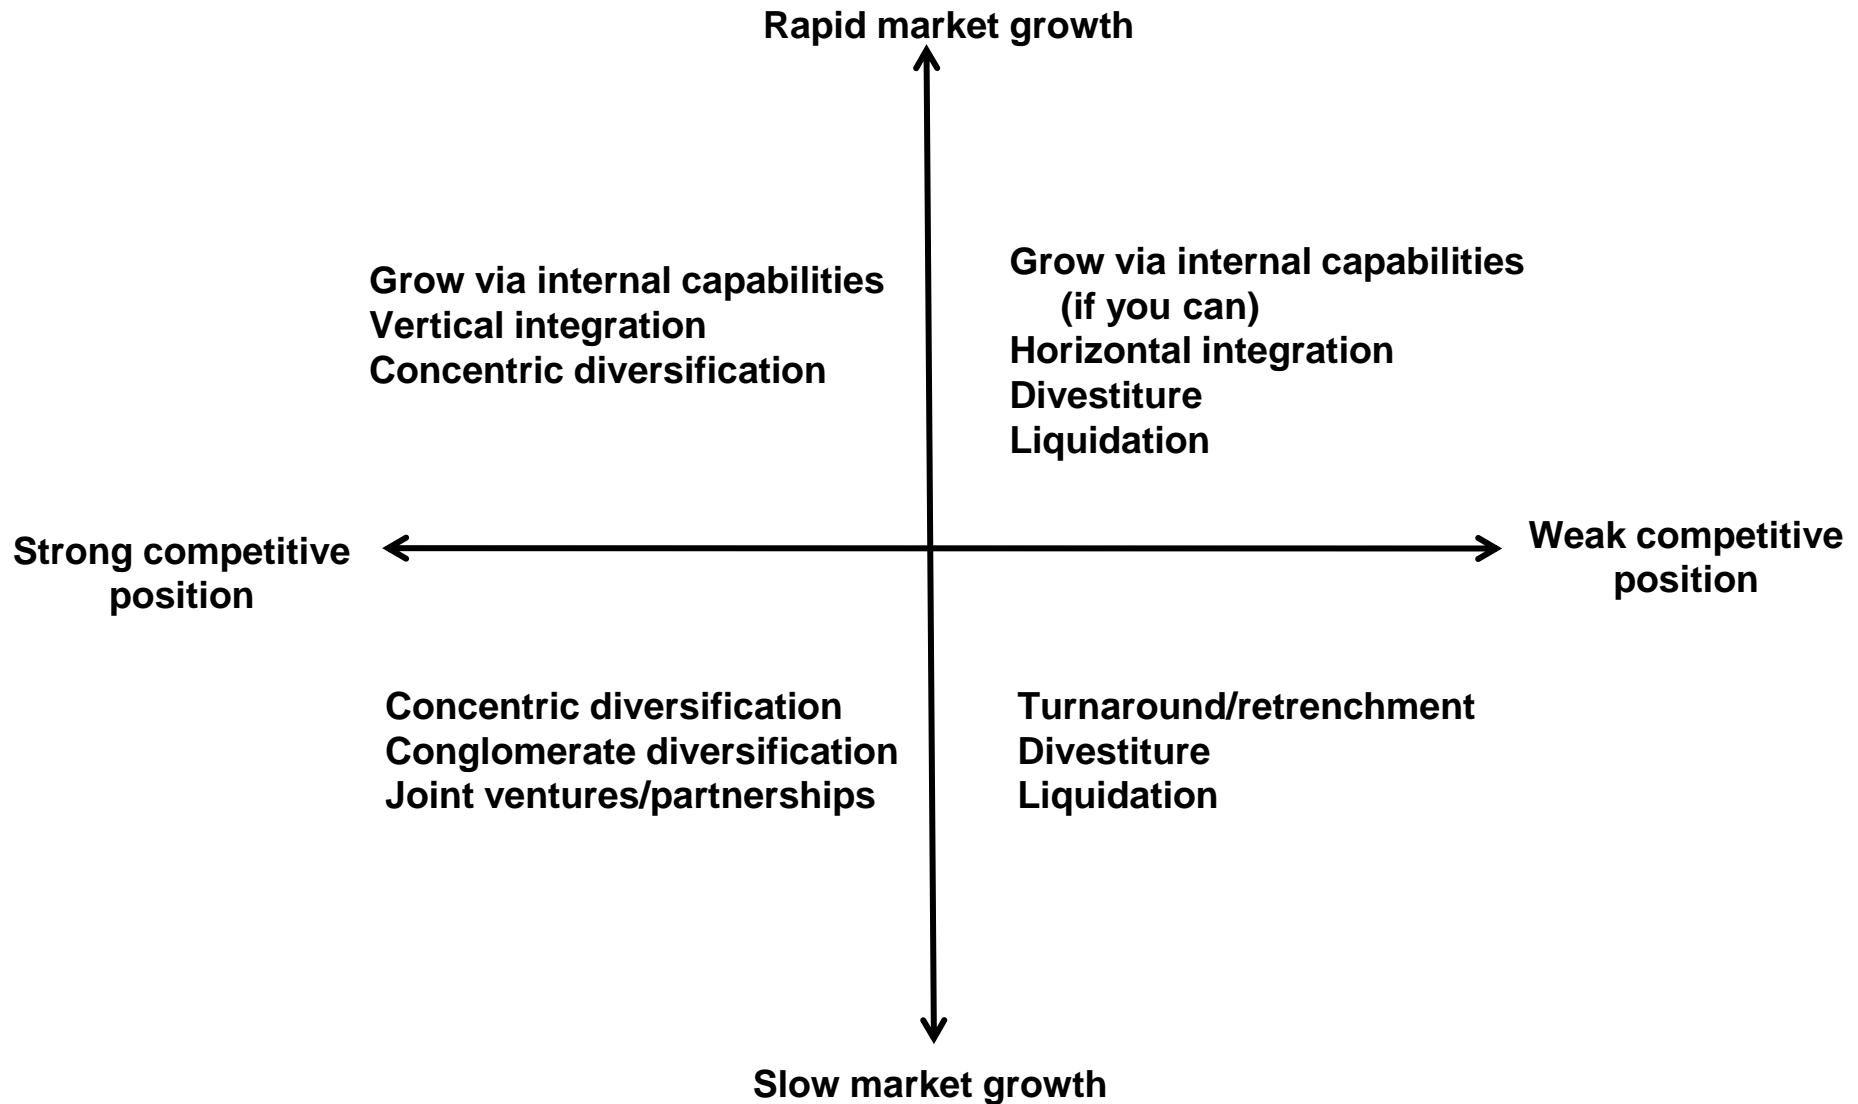 Rapid market growth
Grow via internal capabilities
Vertical integration
Concentric diversification
Grow via internal capabilities
(if you can)
Horizontal integration
Divestiture
Liquidation
Strong competitive
position
Weak competitive
position
Concentric diversification
Conglomerate diversification
Joint ventures/partnerships
Turnaround/retrenchment
Divestiture
Liquidation
Slow market growth